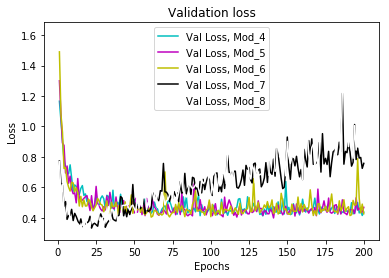 Validation loss
1.6
1.4
1.2
1.0
0.8
0.6
0.4
Loss
Val Loss, Mod_4
Val Loss, Mod_5
Val Loss, Mod_6
Val Loss, Mod_7
Val Loss, Mod_8
0 25 50 75 100 125 150 175 200
Epochs